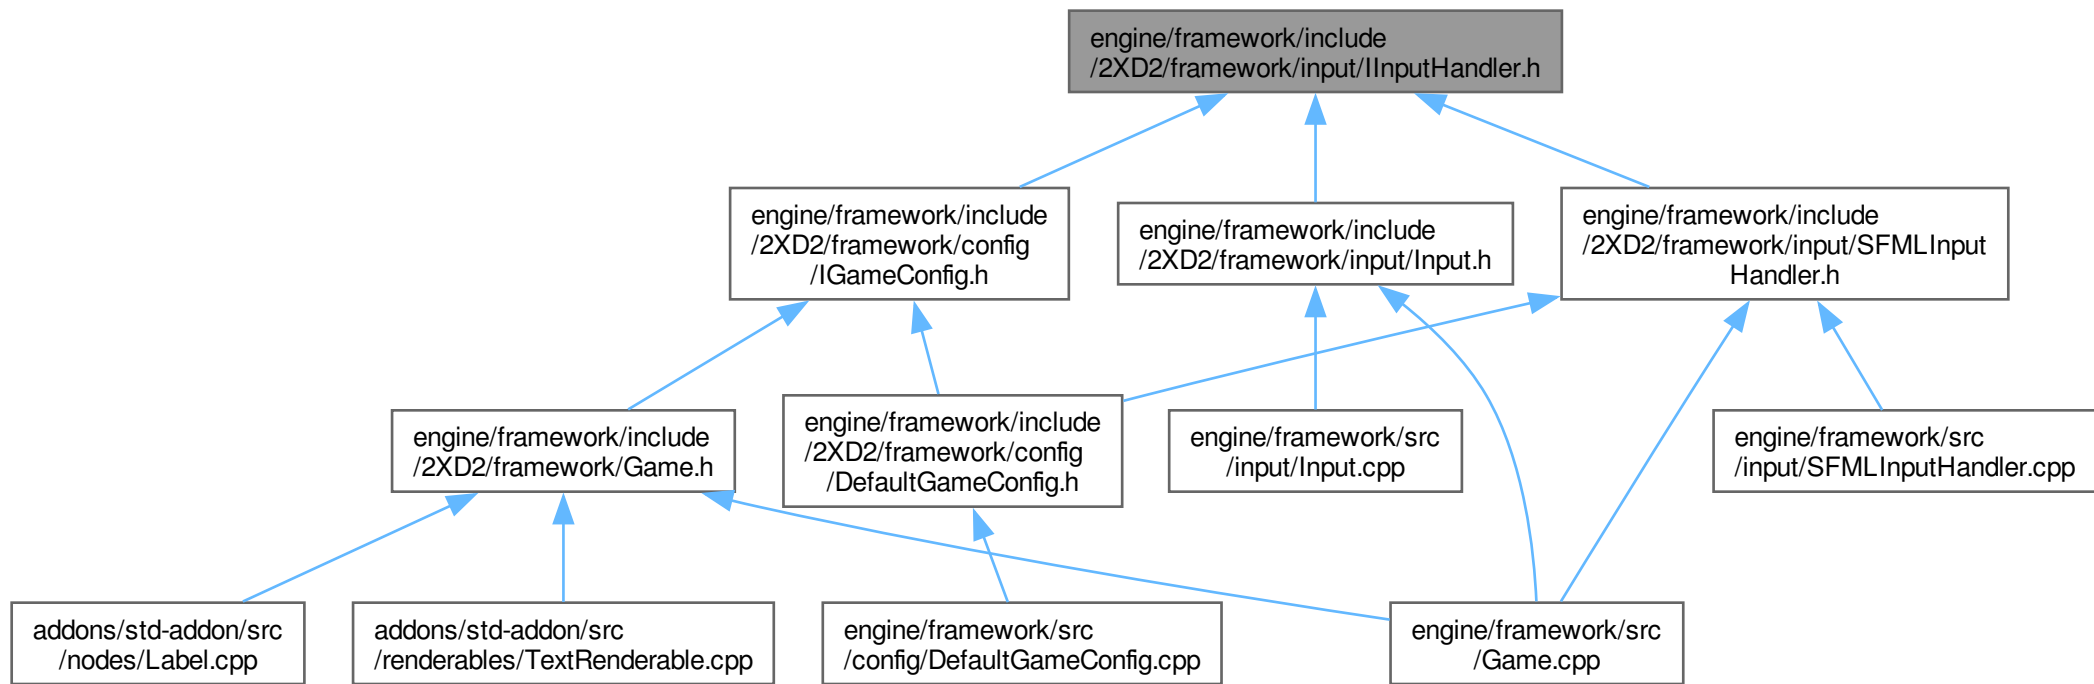 engine/framework/include
/2XD2/framework/input/IInputHandler.h
engine/framework/include
/2XD2/framework/config
/IGameConfig.h
engine/framework/include
/2XD2/framework/input/Input.h
engine/framework/include
/2XD2/framework/input/SFMLInput
Handler.h
engine/framework/include
/2XD2/framework/Game.h
engine/framework/include
/2XD2/framework/config
/DefaultGameConfig.h
engine/framework/src
/input/Input.cpp
engine/framework/src
/input/SFMLInputHandler.cpp
addons/std-addon/src
/nodes/Label.cpp
addons/std-addon/src
/renderables/TextRenderable.cpp
engine/framework/src
/config/DefaultGameConfig.cpp
engine/framework/src
/Game.cpp